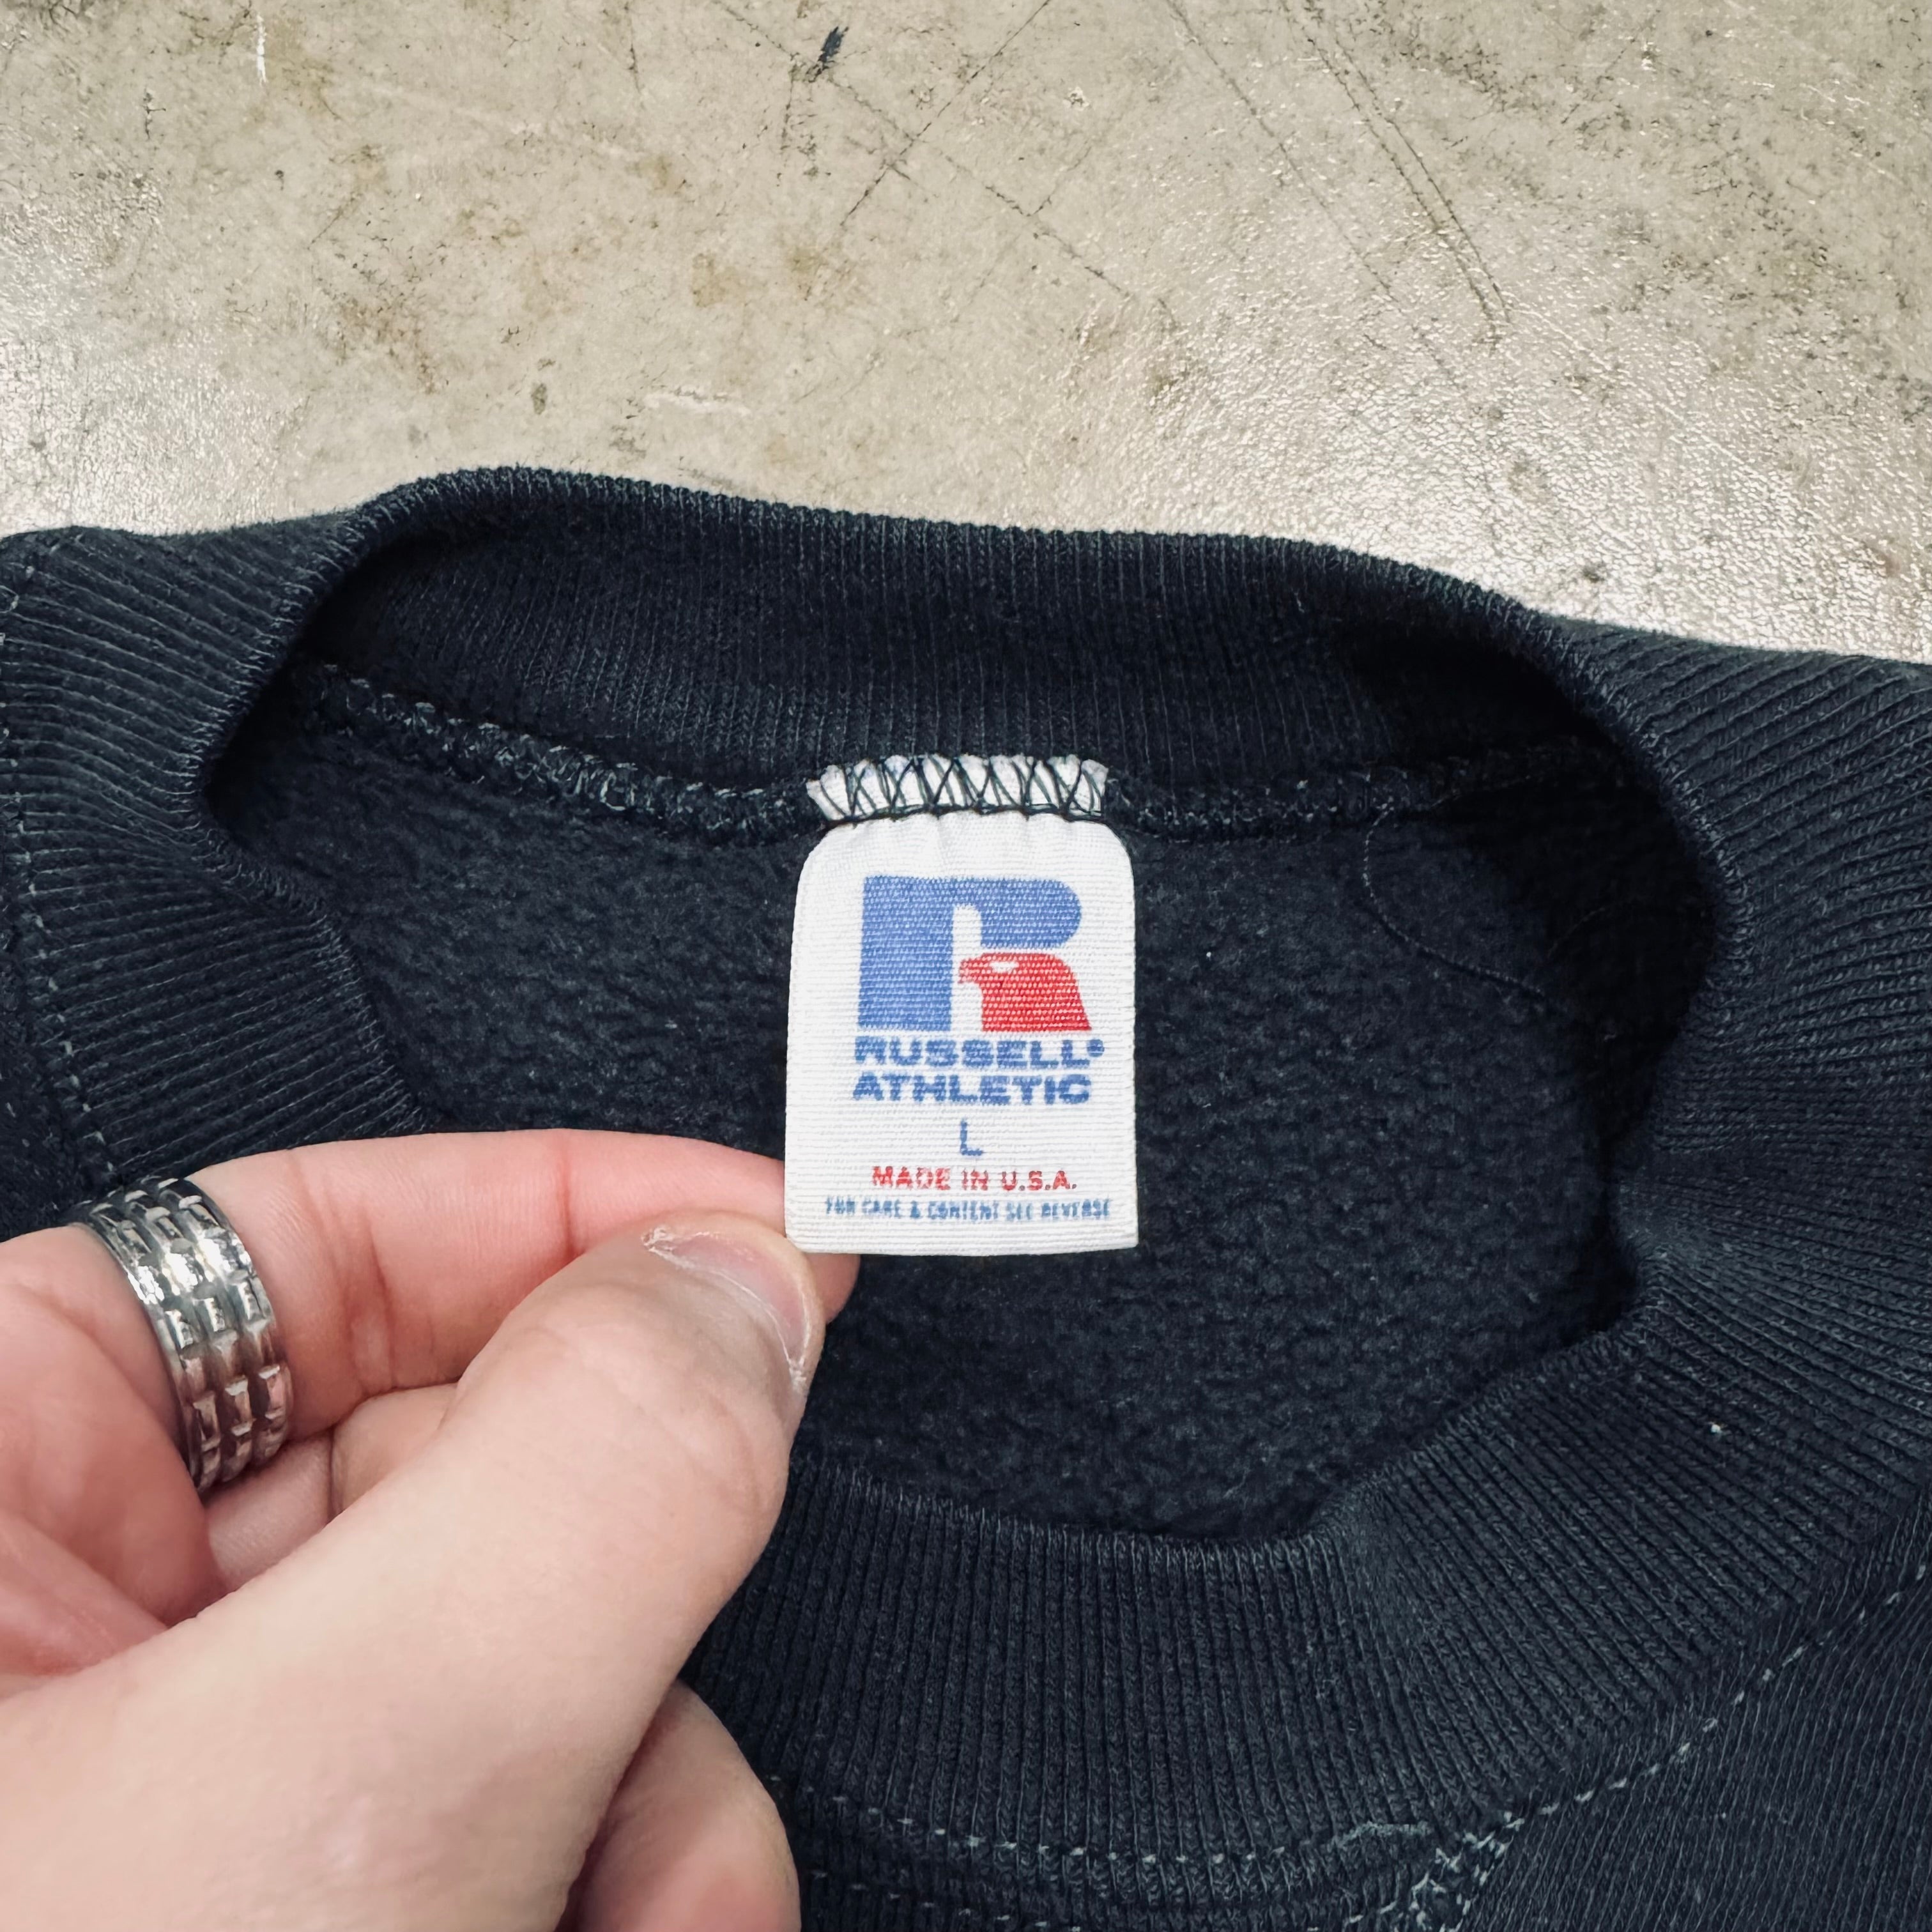 R
RUSSELL®
ATHLETIC
L
MADE IN U.S.A.
FOR CARE & CONTENT SEE REVERSE